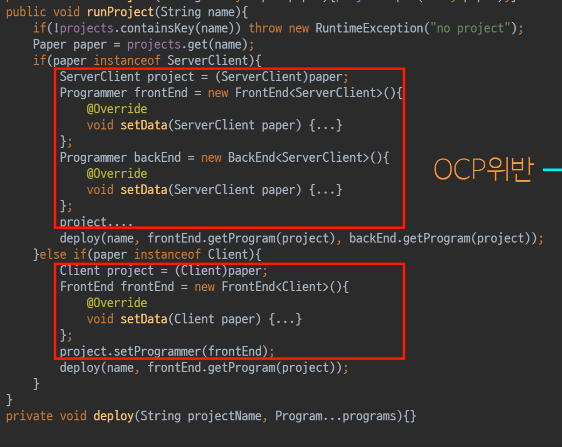 public void runProject(String name){
if(!projects.containsKey(name)) throw new RuntimeException("no project");
Paper paper = projects.get(name);
if(paper instanceof ServerClient){
ServerClient project = (ServerClient)paper;
Programmer frontEnd = new FrontEnd<ServerClient>(){
@Override
void setData(ServerClient paper) {...}
};
Programmer backEnd = new BackEnd<ServerClient>(){
@Override
void setData(ServerClient paper) {...}
};
project....
deploy(name, frontEnd.getProgram(project), backEnd.getProgram(project));
}else if(paper instanceof Client){
Client project = (Client)paper;
FrontEnd frontEnd = new FrontEnd<Client>(){
@Override
void setData(Client paper) {...}
};
project.setProgrammer(frontEnd);
deploy(name, frontEnd.getProgram(project));
}
}
private void deploy(String projectName, Program...programs){}
OCP위반